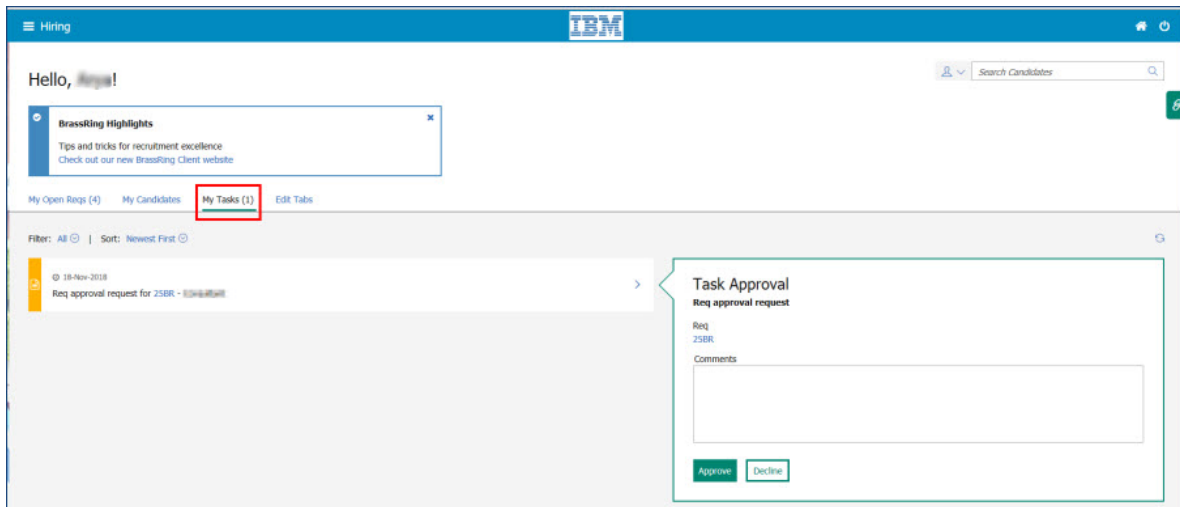 Hiring
IBM
Hello, !
Search Candidates
BrassRing Highlights
Tips and tricks for recruitment excellence
Check out our new BrassRing Client website
My Open Reqs (4) My Candidates My Tasks (1) Edit Tabs
Filter: All | Sort: Newest First
18-Nov-2018
Req approval request for 25BR -
Task Approval
Req approval request
Req
25BR
Comments
Approve Decline